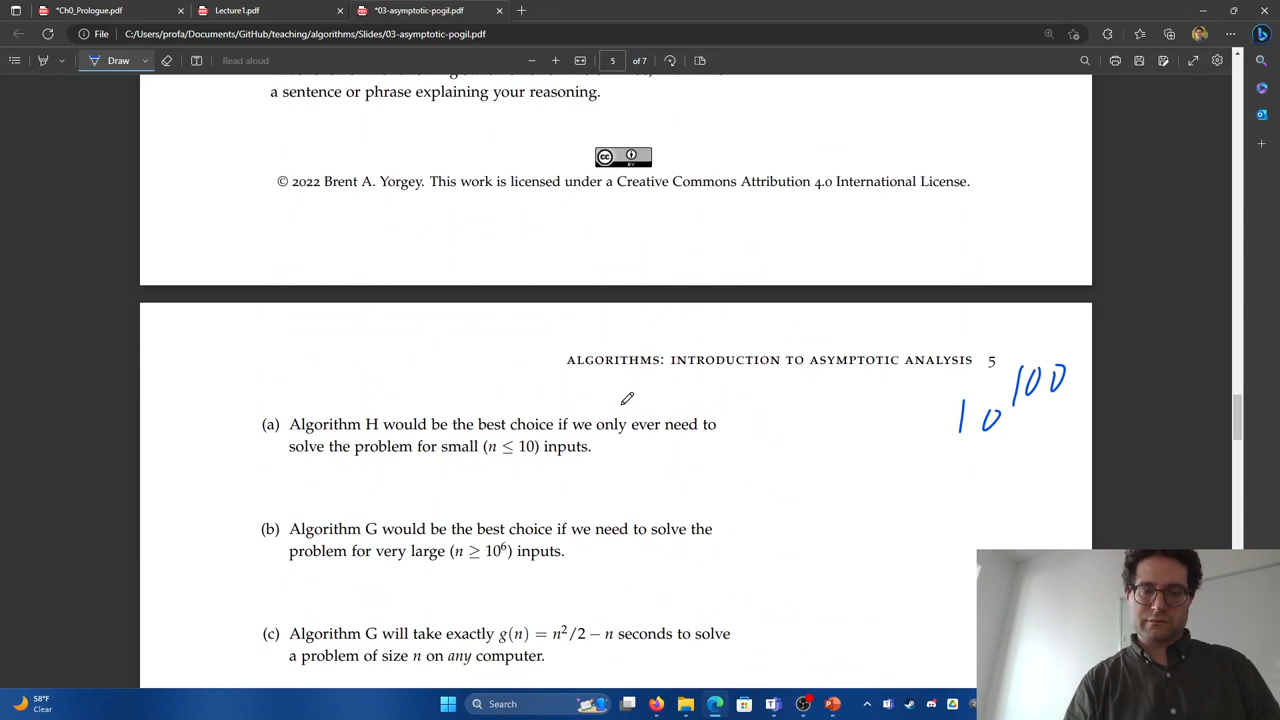 *Ch0_Prologue.pdf
Lecture1.pdf
*03-asymptotic-pogil.pdf
File
C:/Users/profa/Documents/GitHub/teaching/algorithms/Slides/03-asymptotic-pogil.pdf
Draw
Read aloud
5
of 7
a sentence or phrase explaining your reasoning.
cc
BY
© 2022 Brent A. Yorgey. This work is licensed under a Creative Commons Attribution 4.0 International License.
ALGORITHMS: INTRODUCTION TO ASYMPTOTIC ANALYSIS 5
10^100
(a) Algorithm H would be the best choice if we only ever need to
solve the problem for small (n ≤ 10) inputs.
(b) Algorithm G would be the best choice if we need to solve the
problem for very large (n ≥ 10^6) inputs.
(c) Algorithm G will take exactly g(n) = n^2/2 − n seconds to solve
a problem of size n on any computer.
58°F
Clear
Search